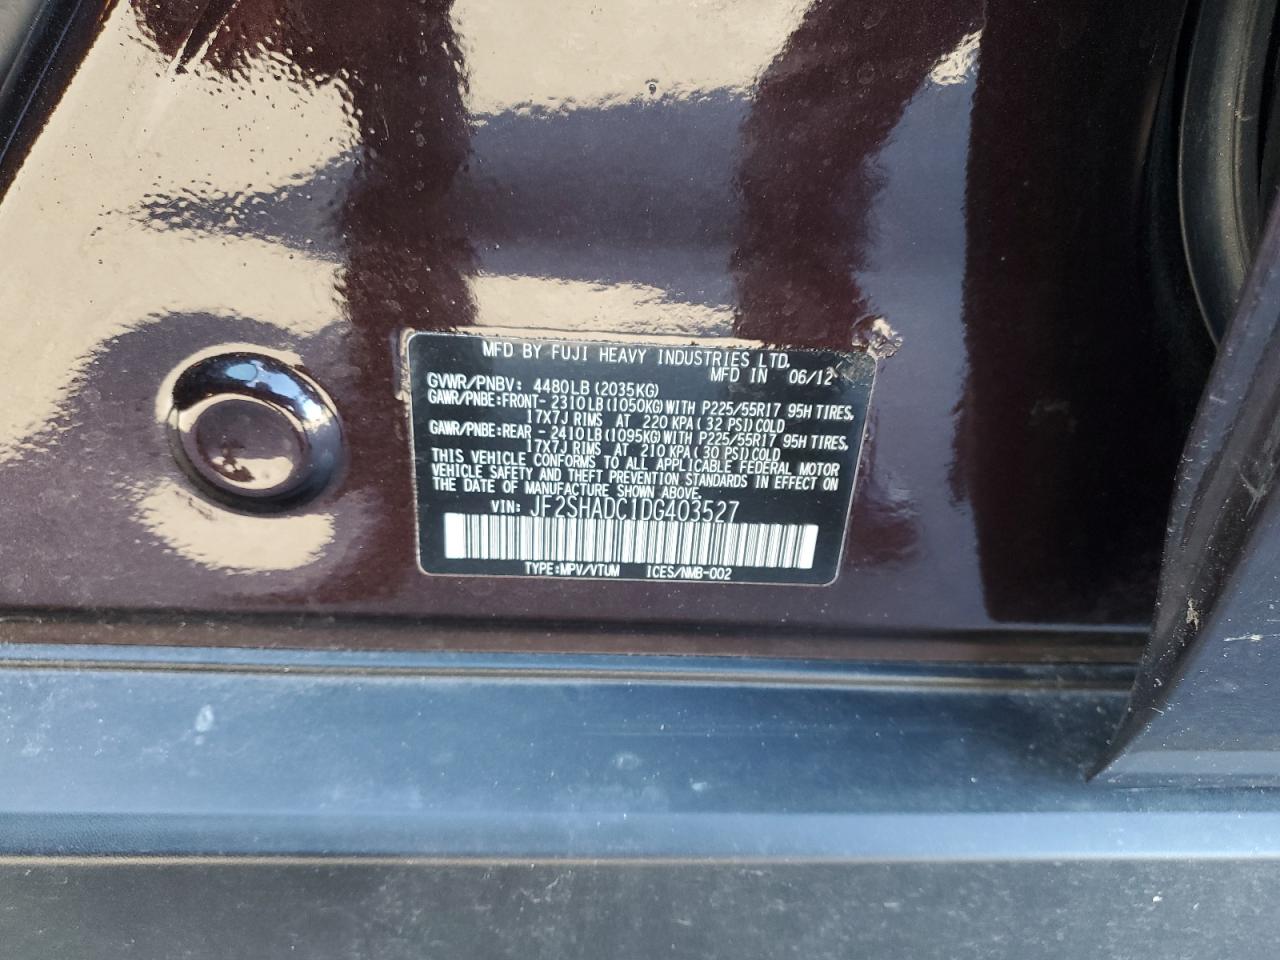 MFD BY FUJI HEAVY INDUSTRIES LTD.
MFD IN 06/12
GVWR/PNBV: 4480LB (2035KG)
GAWR/PNBE:FRONT- 2310LB (1050KG) WITH P225/55R17 95H TIRES,
17X7J RIMS AT 220 KPA ( 32 PSI) COLD
GAWR/PNBE:REAR - 2410LB (1095KG) WITH P225/55R17 95H TIRES,
17X7J RIMS AT 210 KPA ( 30 PSI) COLD
THIS VEHICLE CONFORMS TO ALL APPLICABLE FEDERAL MOTOR
VEHICLE SAFETY AND THEFT PREVENTION STANDARDS IN EFFECT ON
THE DATE OF MANUFACTURE SHOWN ABOVE.
VIN: JF2SHADC1DG403527
TYPE:MPV/VTUM ICES/NMB-002